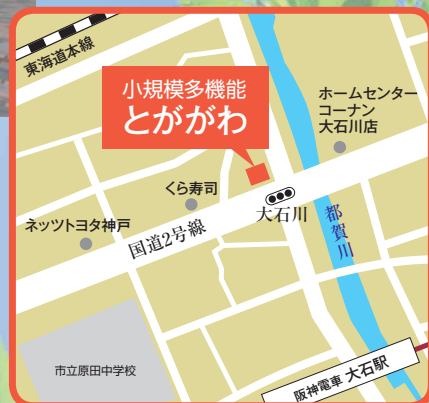 東海道本線
小規模多機能
とががわ
ホームセンター
コーナン
大石川店
くら寿司
大石川
ネッツトヨタ神戸
国道2号線
都賀川
市立原田中学校
阪神電車 大石駅